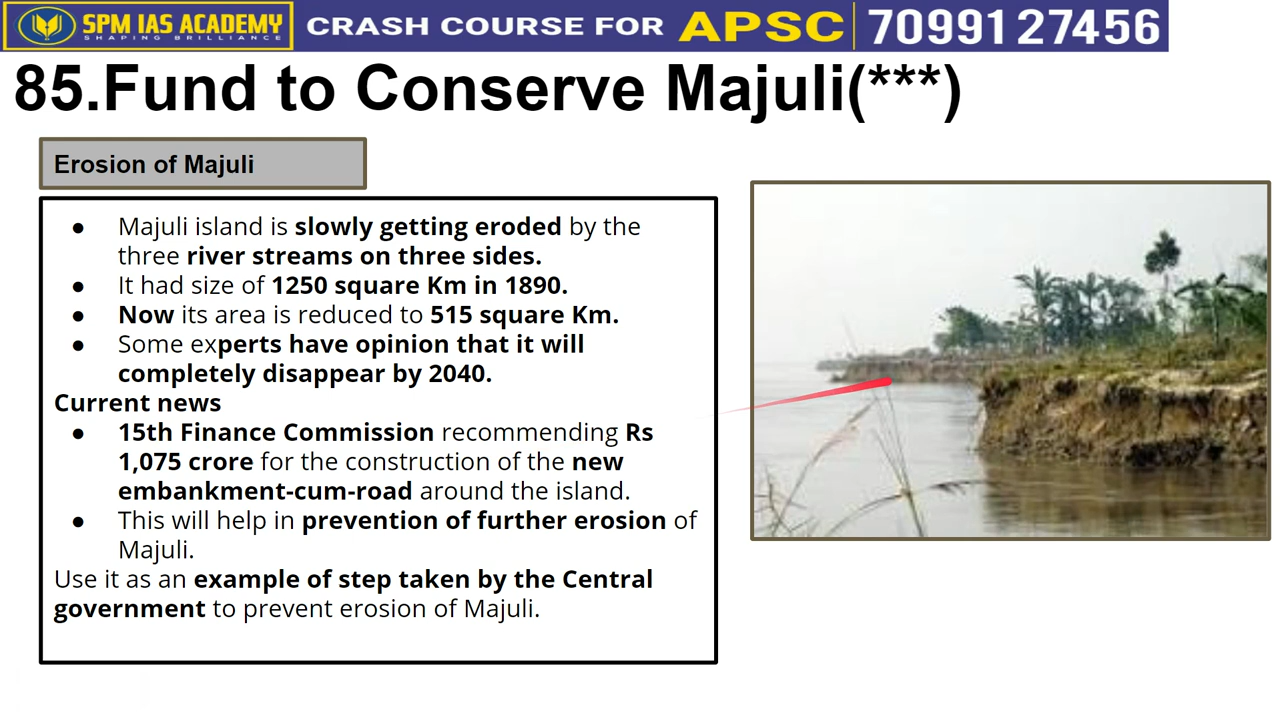 SPM IAS ACADEMY
SHAPING BRILLIANCE
CRASH COURSE FOR APSC 7099127456
85.Fund to Conserve Majuli(***)
Erosion of Majuli
● Majuli island is slowly getting eroded by the
three river streams on three sides.
● It had size of 1250 square Km in 1890.
● Now its area is reduced to 515 square Km.
● Some experts have opinion that it will
completely disappear by 2040.
Current news
● 15th Finance Commission recommending Rs
1,075 crore for the construction of the new
embankment-cum-road around the island.
● This will help in prevention of further erosion of
Majuli.
Use it as an example of step taken by the Central
government to prevent erosion of Majuli.